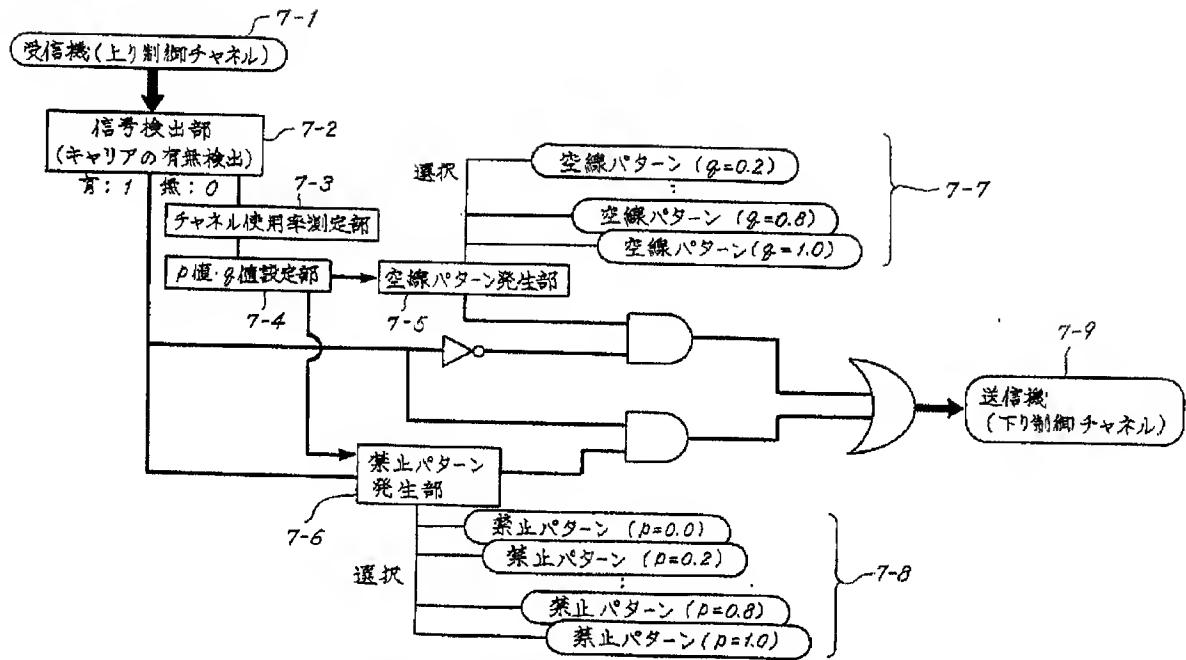 7-1
受信機(上り制御チャネル)
信号検出部
(キャリアの有無検出)
7-2
有:1 無:0
7-3
チャネル使用率測定部
p値・q値設定部
7-4
空線パターン発生部
7-5
選択
空線パターン (q=0.2)
空線パターン (q=0.8)
空線パターン(q=1.0)
7-7
7-9
送信機
(下り制御チャネル)
禁止パターン
発生部
7-6
選択
禁止パターン (p=0.0)
禁止パターン (p=0.2)
禁止パターン (p=0.8)
禁止パターン(p=1.0)
7-8